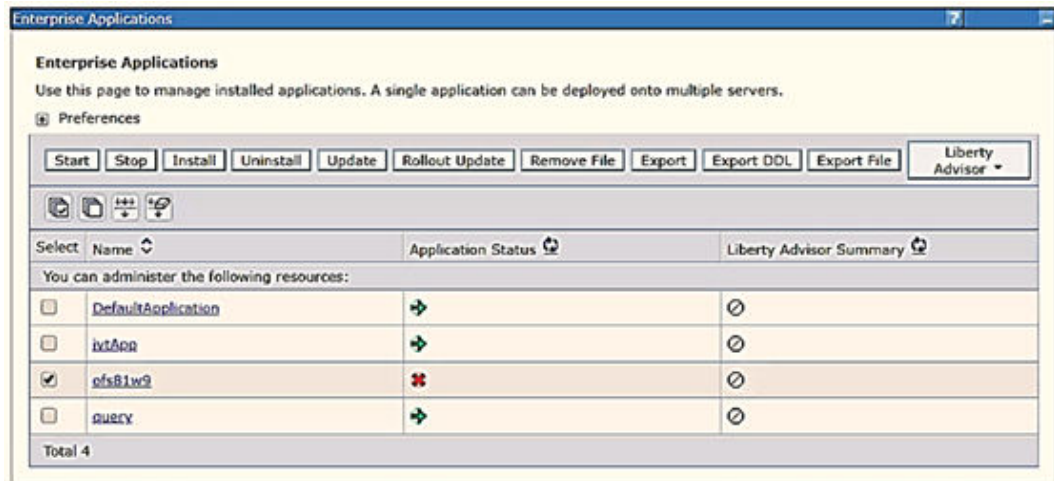 Enterprise Applications
?
Enterprise Applications
Use this page to manage installed applications. A single application can be deployed onto multiple servers.
Preferences
Start Stop Install Uninstall Update Rollout Update Remove File Export Export DDL Export File Liberty Advisor
Select Name Application Status Liberty Advisor Summary
You can administer the following resources:
DefaultApplication
ivtApp
ofs81w9
query
Total 4